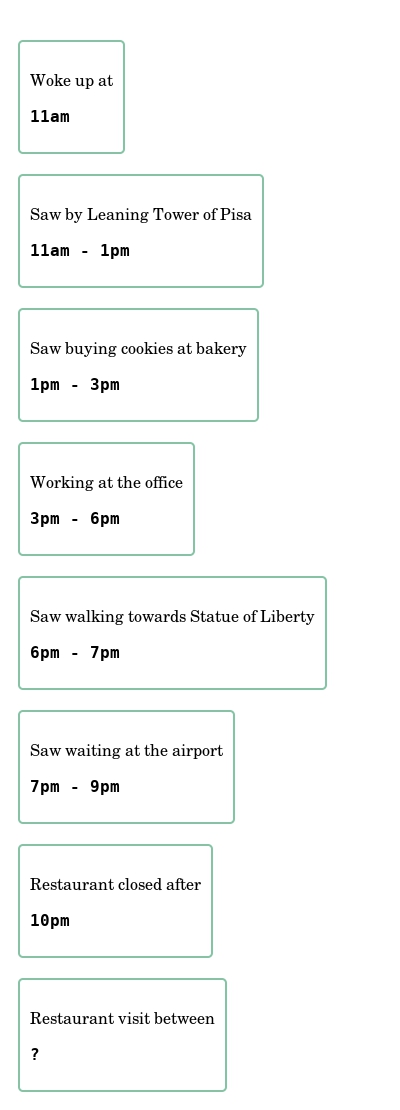 Woke up at
11am
Saw by Leaning Tower of Pisa
11am - 1pm
Saw buying cookies at bakery
1pm - 3pm
Working at the office
3pm - 6pm
Saw walking towards Statue of Liberty
6pm - 7pm
Saw waiting at the airport
7pm - 9pm
Restaurant closed after
10pm
Restaurant visit between
?